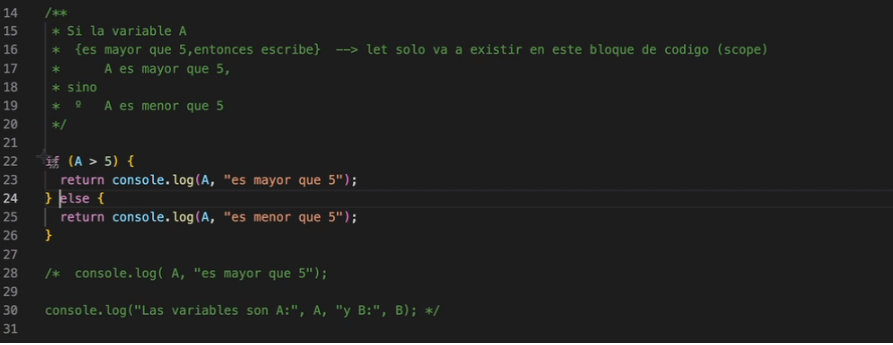 14 /**
15  * Si la variable A
16  *  {es mayor que 5,entonces escribe}  --> let solo va a existir en este bloque de codigo (scope)
17  *      A es mayor que 5,
18  * sino
19  *  º   A es menor que 5
20  */
21
22 if (A > 5) {
23   return console.log(A, "es mayor que 5");
24 } else {
25   return console.log(A, "es menor que 5");
26 }
27
28 /*  console.log( A, "es mayor que 5");
29
30 console.log("Las variables son A:", A, "y B:", B); */
31